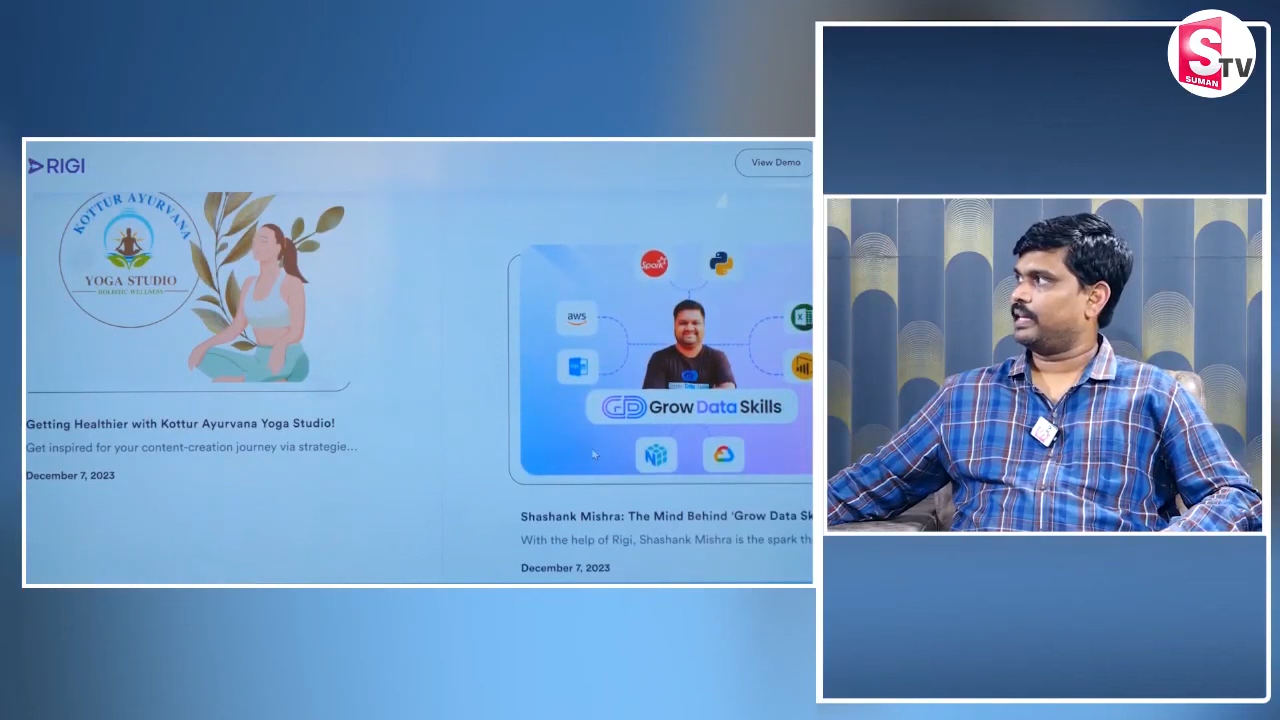 S
TV
SUMAN
RIGI
View Demo
KOTTUR AYURVANA
YOGA STUDIO
HOLISTIC WELLNESS
Getting Healthier with Kottur Ayurvana Yoga Studio!
Get inspired for your content-creation journey via strategie...
December 7, 2023
Spark
aws
Grow Data Skills
Shashank Mishra: The Mind Behind 'Grow Data Sk
With the help of Rigi, Shashank Mishra is the spark th
December 7, 2023